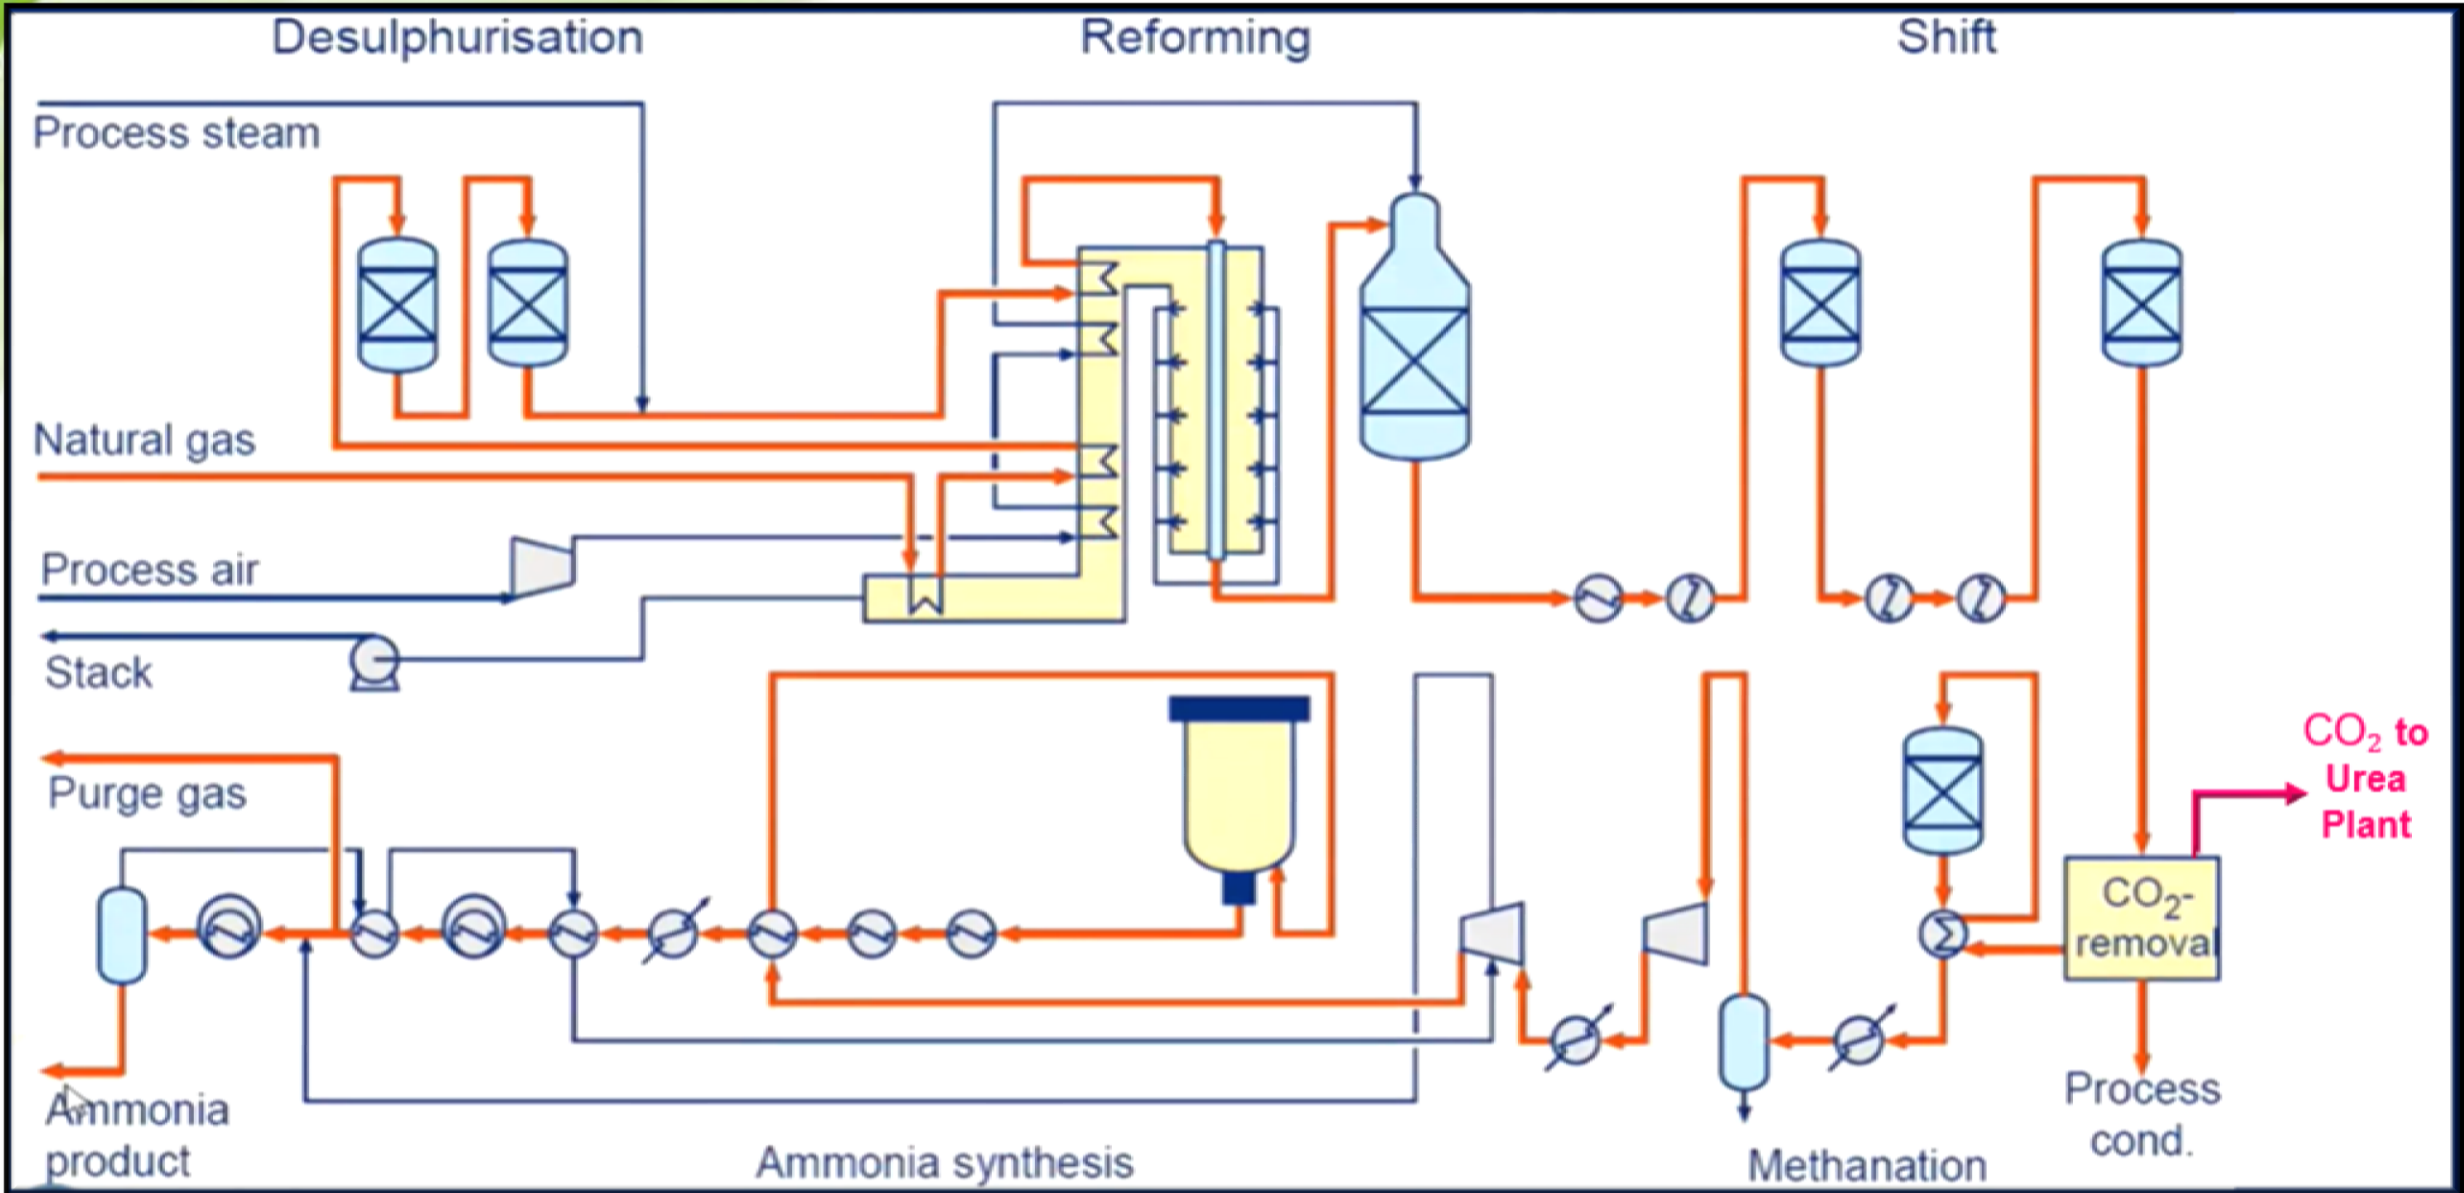 Desulphurisation
Reforming
Shift
Process steam
Natural gas
Process air
Stack
Purge gas
CO₂ to
Urea
Plant
CO₂-
removal
Ammonia
product
Ammonia synthesis
Methanation
Process
cond.